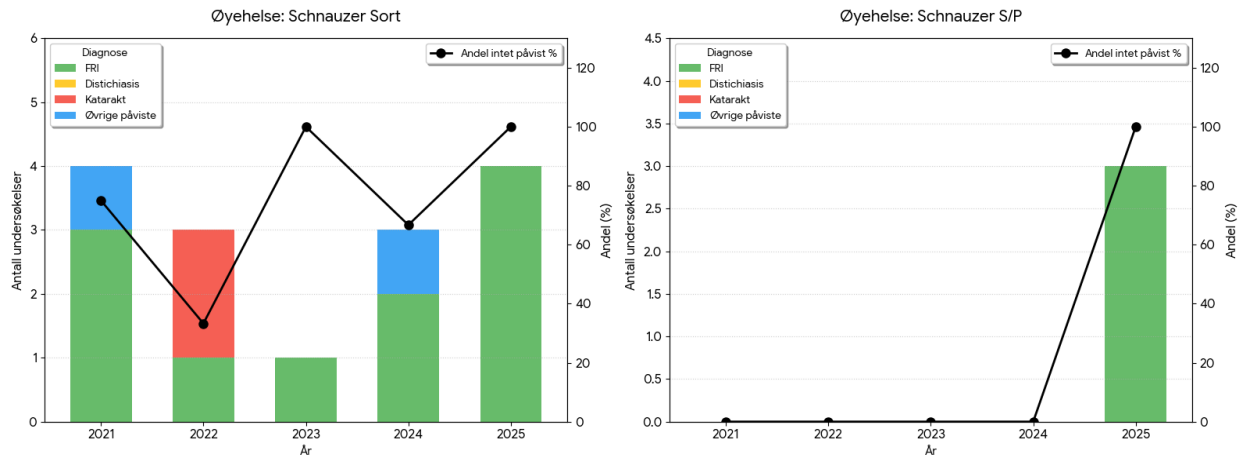 Øyehelse: Schnauzer Sort
Diagnose
FRI
Distichiasis
Katarakt
Øvrige påviste
Andel intet påvist %
Antall undersøkelser
6
5
4
3
2
1
0
120
100
80
60
40
20
0
Andel (%)
2021 2022 2023 2024 2025
År
Øyehelse: Schnauzer S/P
Diagnose
FRI
Distichiasis
Katarakt
Øvrige påviste
Andel intet påvist %
Antall undersøkelser
4.5
4.0
3.5
3.0
2.5
2.0
1.5
1.0
0.5
0.0
120
100
80
60
40
20
0
Andel (%)
2021 2022 2023 2024 2025
År